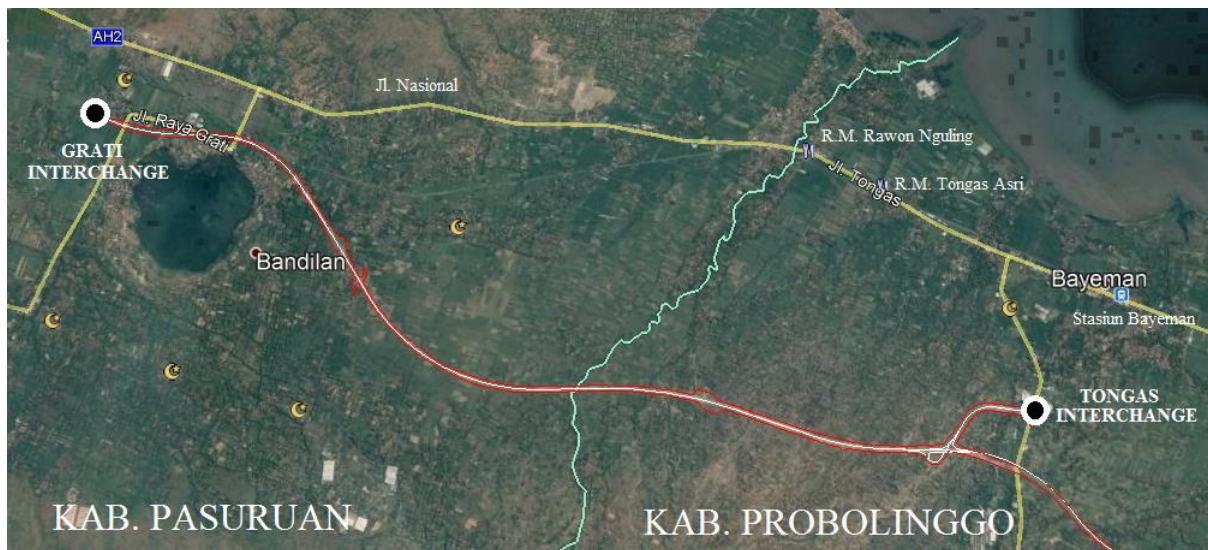 AH2
Jl. Nasional
Jl. Raya Grati
GRATI
INTERCHANGE
R.M. Rawon Nguling
Jl. Tongas
R.M. Tongas Asri
Bandilan
Bayeman
Stasiun Bayeman
TONGAS
INTERCHANGE
KAB. PASURUAN
KAB. PROBOLINGGO